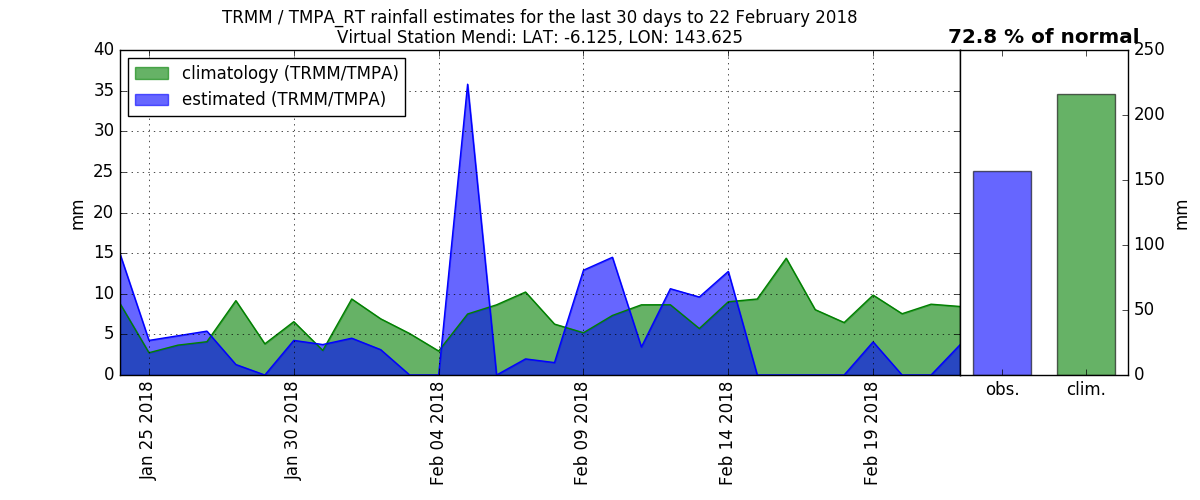 TRMM / TMPA_RT rainfall estimates for the last 30 days to 22 February 2018
Virtual Station Mendi: LAT: -6.125, LON: 143.625
72.8 % of normal
climatology (TRMM/TMPA)
estimated (TRMM/TMPA)
mm
40
35
30
25
20
15
10
5
0
Jan 25 2018
Jan 30 2018
Feb 04 2018
Feb 09 2018
Feb 14 2018
Feb 19 2018
250
200
150
100
50
0
mm
obs.
clim.